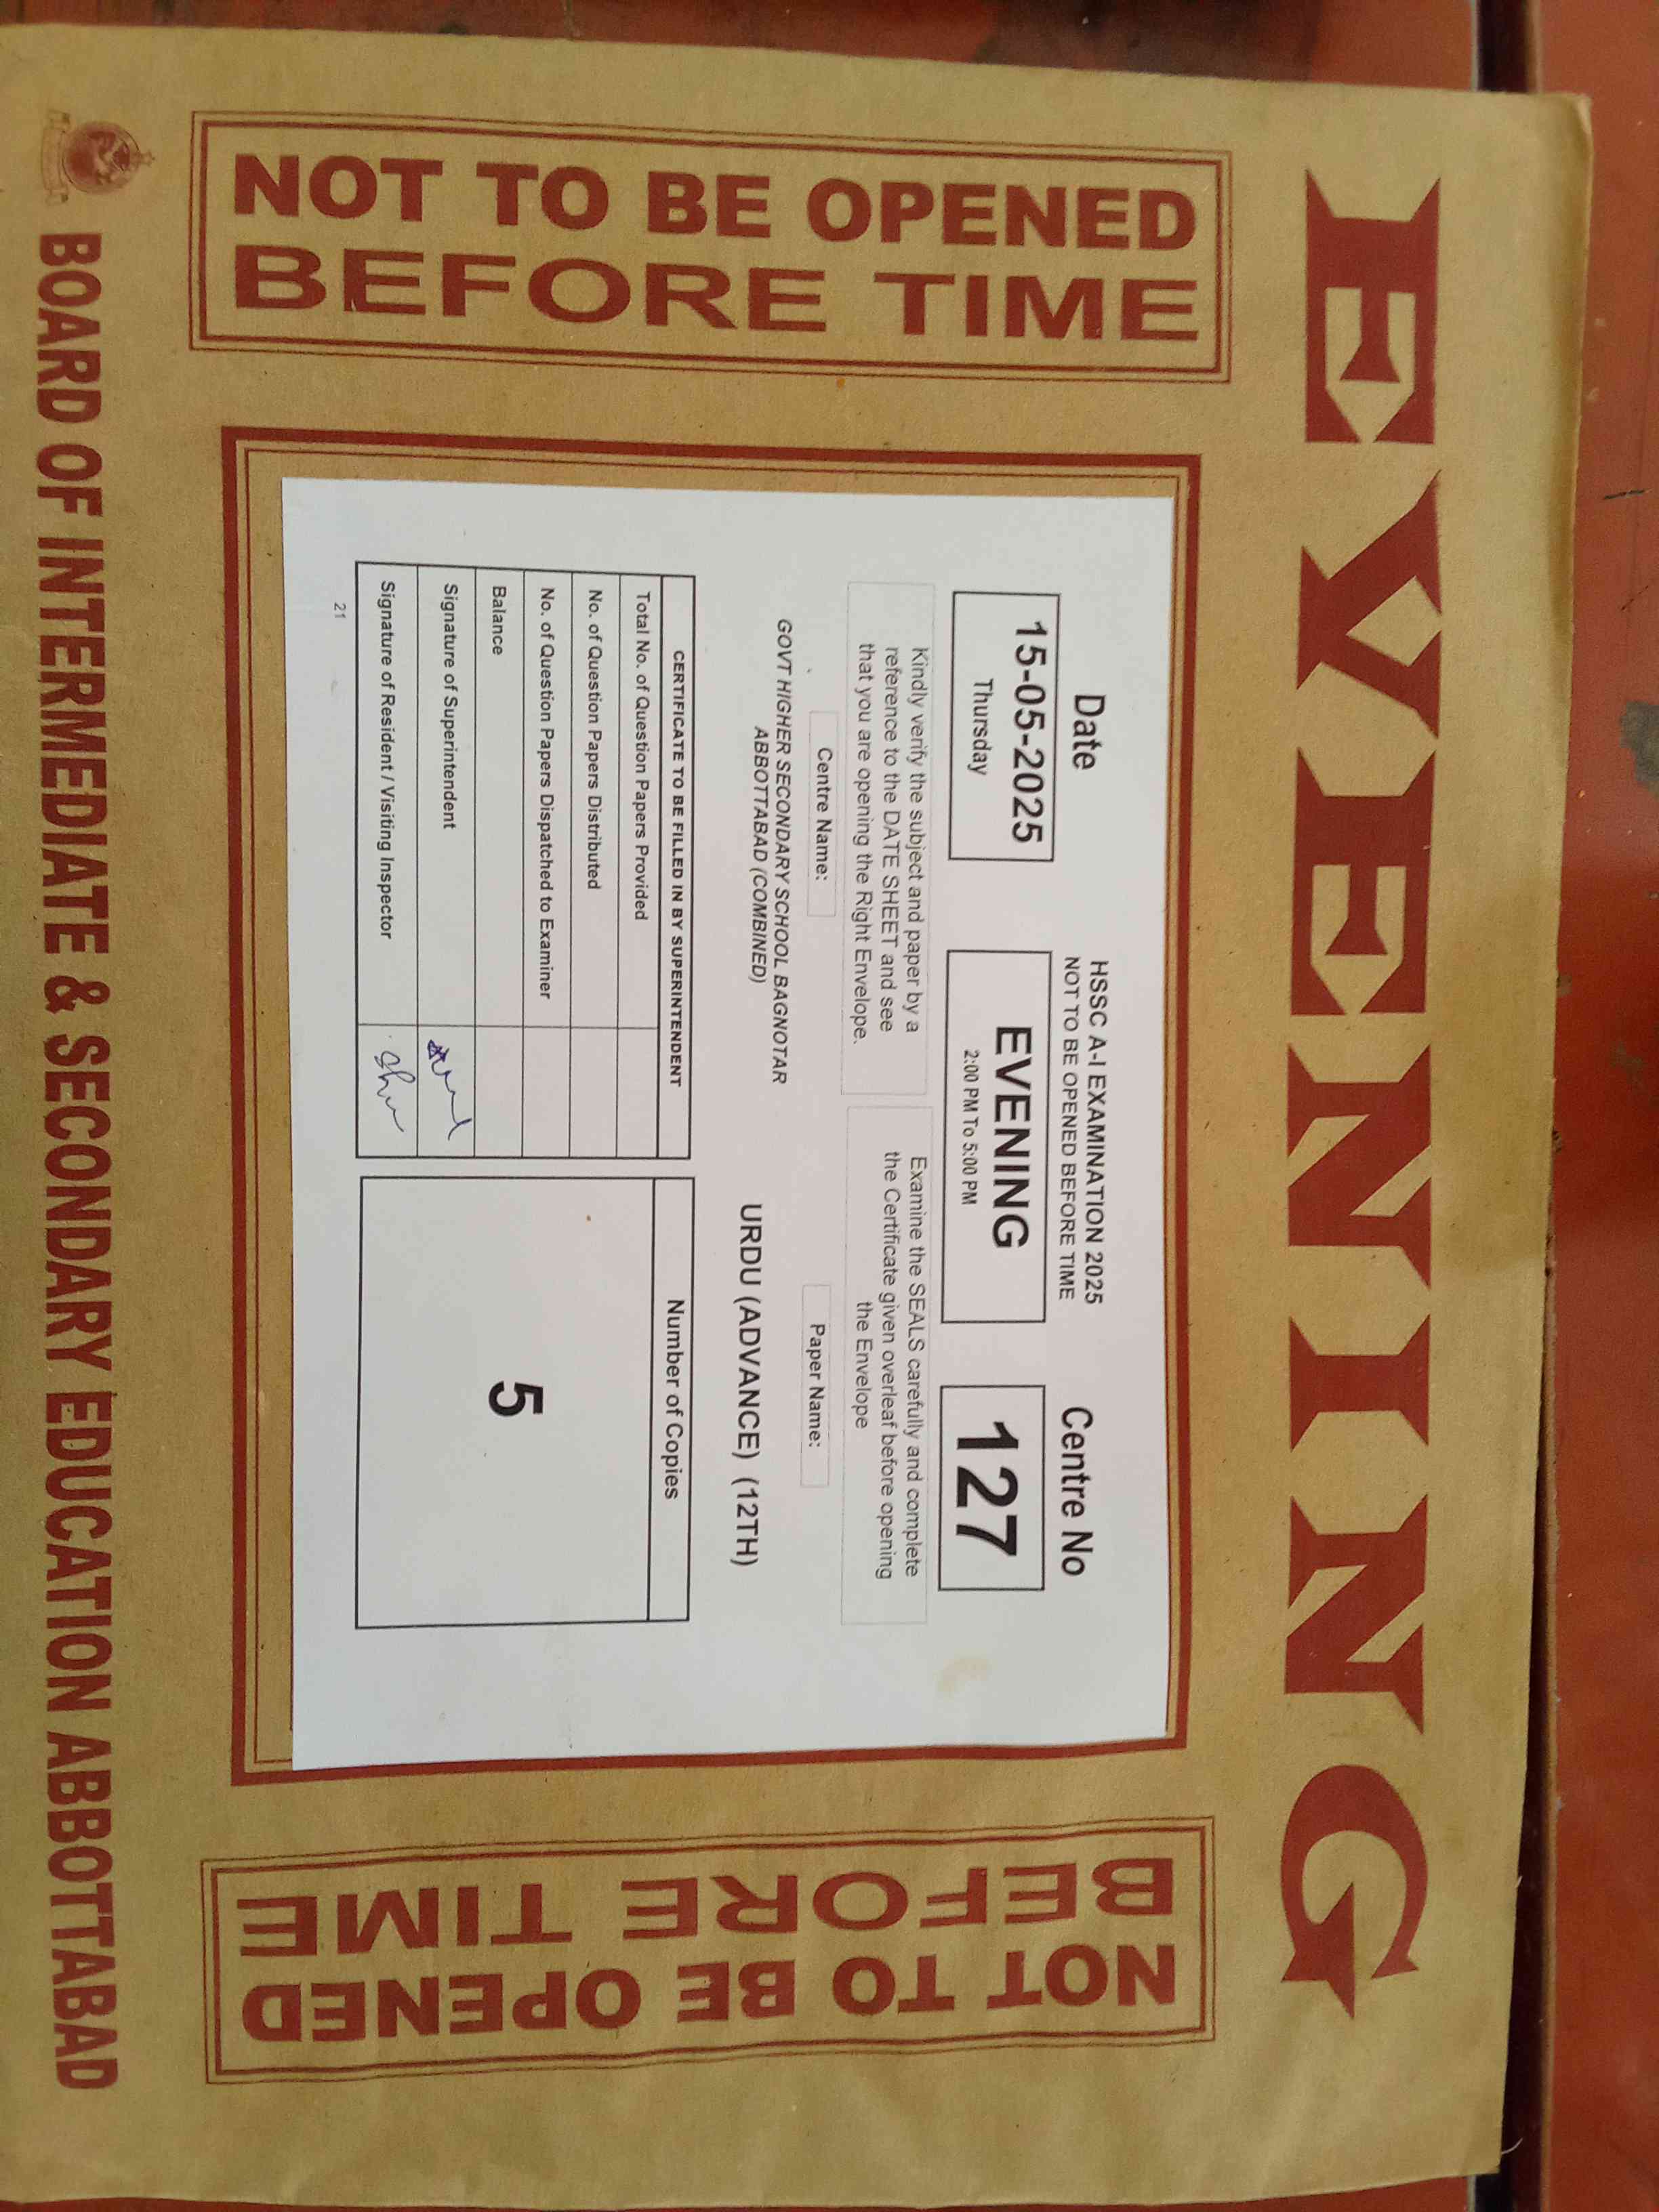 EVENING
NOT TO BE OPENED
BEFORE TIME
Date
15-05-2025
Thursday
HSSC A-I EXAMINATION 2025
NOT TO BE OPENED BEFORE TIME
EVENING
2:00 PM To 5:00 PM
Centre No
127
Kindly verify the subject and paper by a
reference to the DATE SHEET and see
that you are opening the Right Envelope.
Examine the SEALS carefully and complete
the Certificate given overleaf before opening
the Envelope
Centre Name:
GOVT HIGHER SECONDARY SCHOOL BAGNOTAR
ABBOTTABAD (COMBINED)
Paper Name:
URDU (ADVANCE) (12TH)
CERTIFICATE TO BE FILLED IN BY SUPERINTENDENT
Total No. of Question Papers Provided
No. of Question Papers Distributed
No. of Question Papers Dispatched to Examiner
Balance
Signature of Superintendent
Signature of Resident / Visiting Inspector
Number of Copies
5
21
NOT TO BE OPENED
BEFORE TIME
BOARD OF INTERMEDIATE & SECONDARY EDUCATION ABBOTTABAD